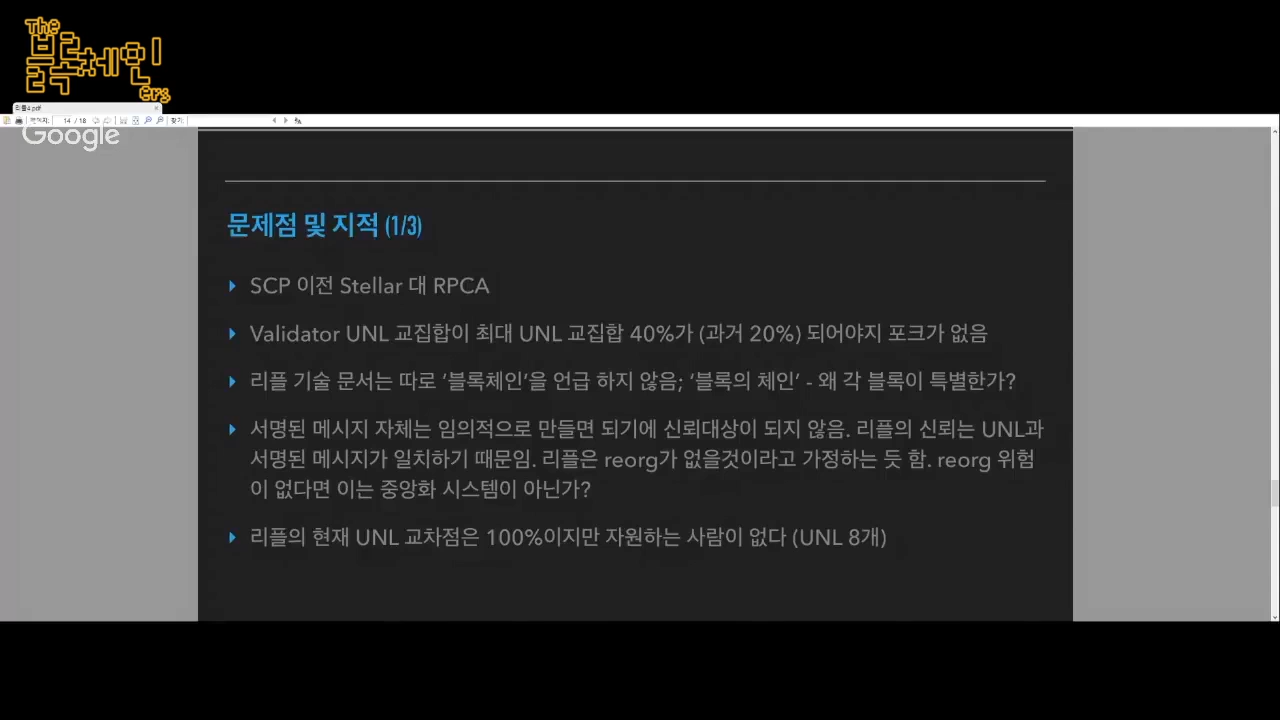 The
블록체인
ers
리플4.pdf
14 / 18
찾기:
Google
문제점 및 지적 (1/3)
SCP 이전 Stellar 대 RPCA
Validator UNL 교집합이 최대 UNL 교집합 40%가 (과거 20%) 되어야지 포크가 없음
리플 기술 문서는 따로 ‘블록체인’을 언급 하지 않음; ‘블록의 체인’ - 왜 각 블록이 특별한가?
서명된 메시지 자체는 임의적으로 만들면 되기에 신뢰대상이 되지 않음. 리플의 신뢰는 UNL과
서명된 메시지가 일치하기 때문임. 리플은 reorg가 없을것이라고 가정하는 듯 함. reorg 위험
이 없다면 이는 중앙화 시스템이 아닌가?
리플의 현재 UNL 교차점은 100%이지만 자원하는 사람이 없다 (UNL 8개)